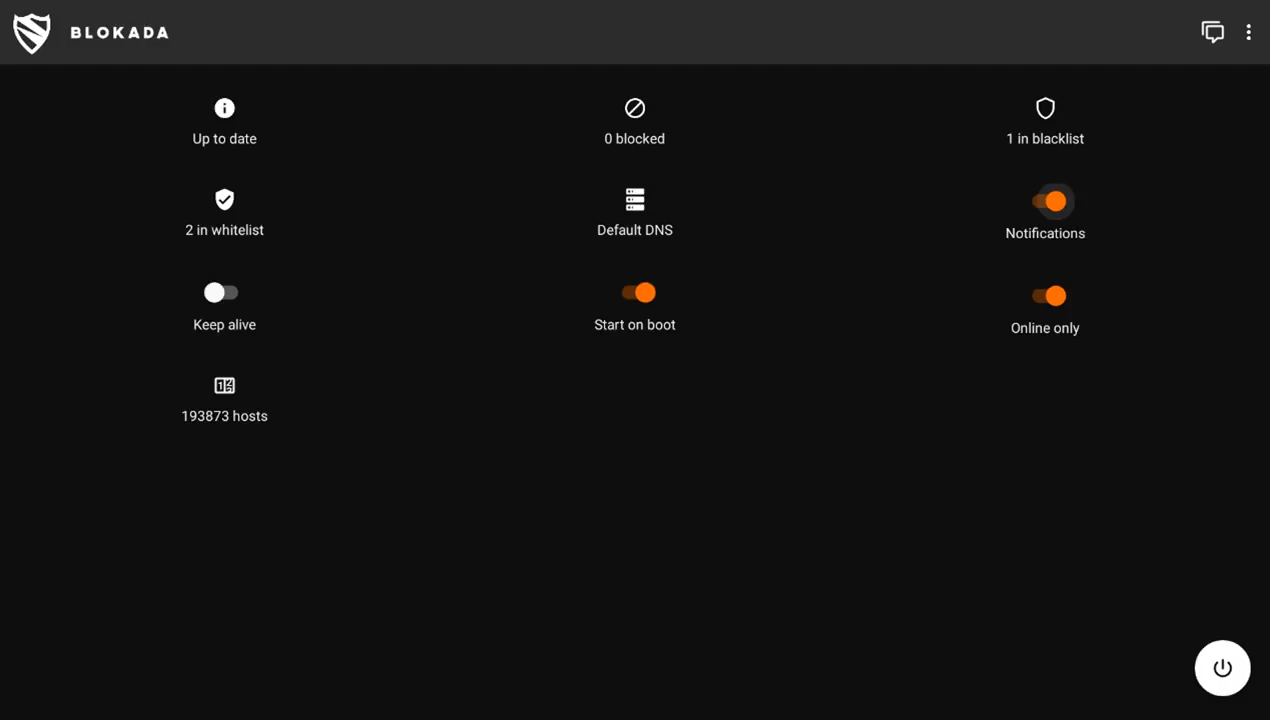 BLOKADA
Up to date
0 blocked
1 in blacklist
2 in whitelist
Default DNS
Notifications
Keep alive
Start on boot
Online only
193873 hosts